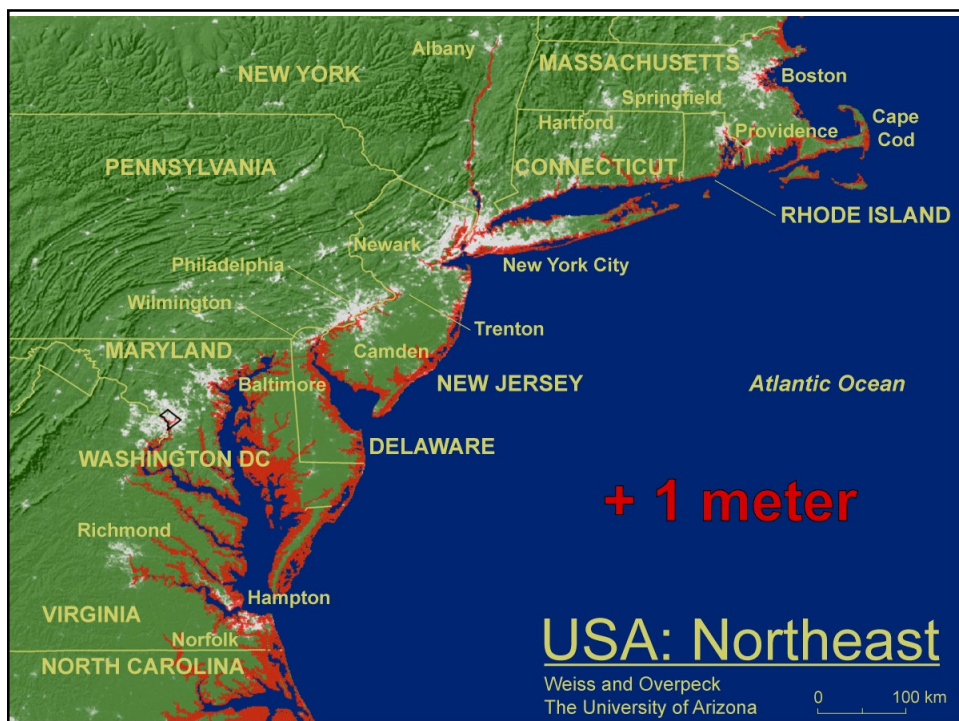 Albany
NEW YORK
MASSACHUSETTS
Boston
Springfield
Hartford
Providence
Cape
Cod
PENNSYLVANIA
CONNECTICUT
RHODE ISLAND
Newark
Philadelphia
New York City
Wilmington
Trenton
MARYLAND
Camden
Baltimore
NEW JERSEY
Atlantic Ocean
DELAWARE
WASHINGTON DC
+ 1 meter
Richmond
Hampton
VIRGINIA
Norfolk
NORTH CAROLINA
USA: Northeast
Weiss and Overpeck
The University of Arizona
0 100 km